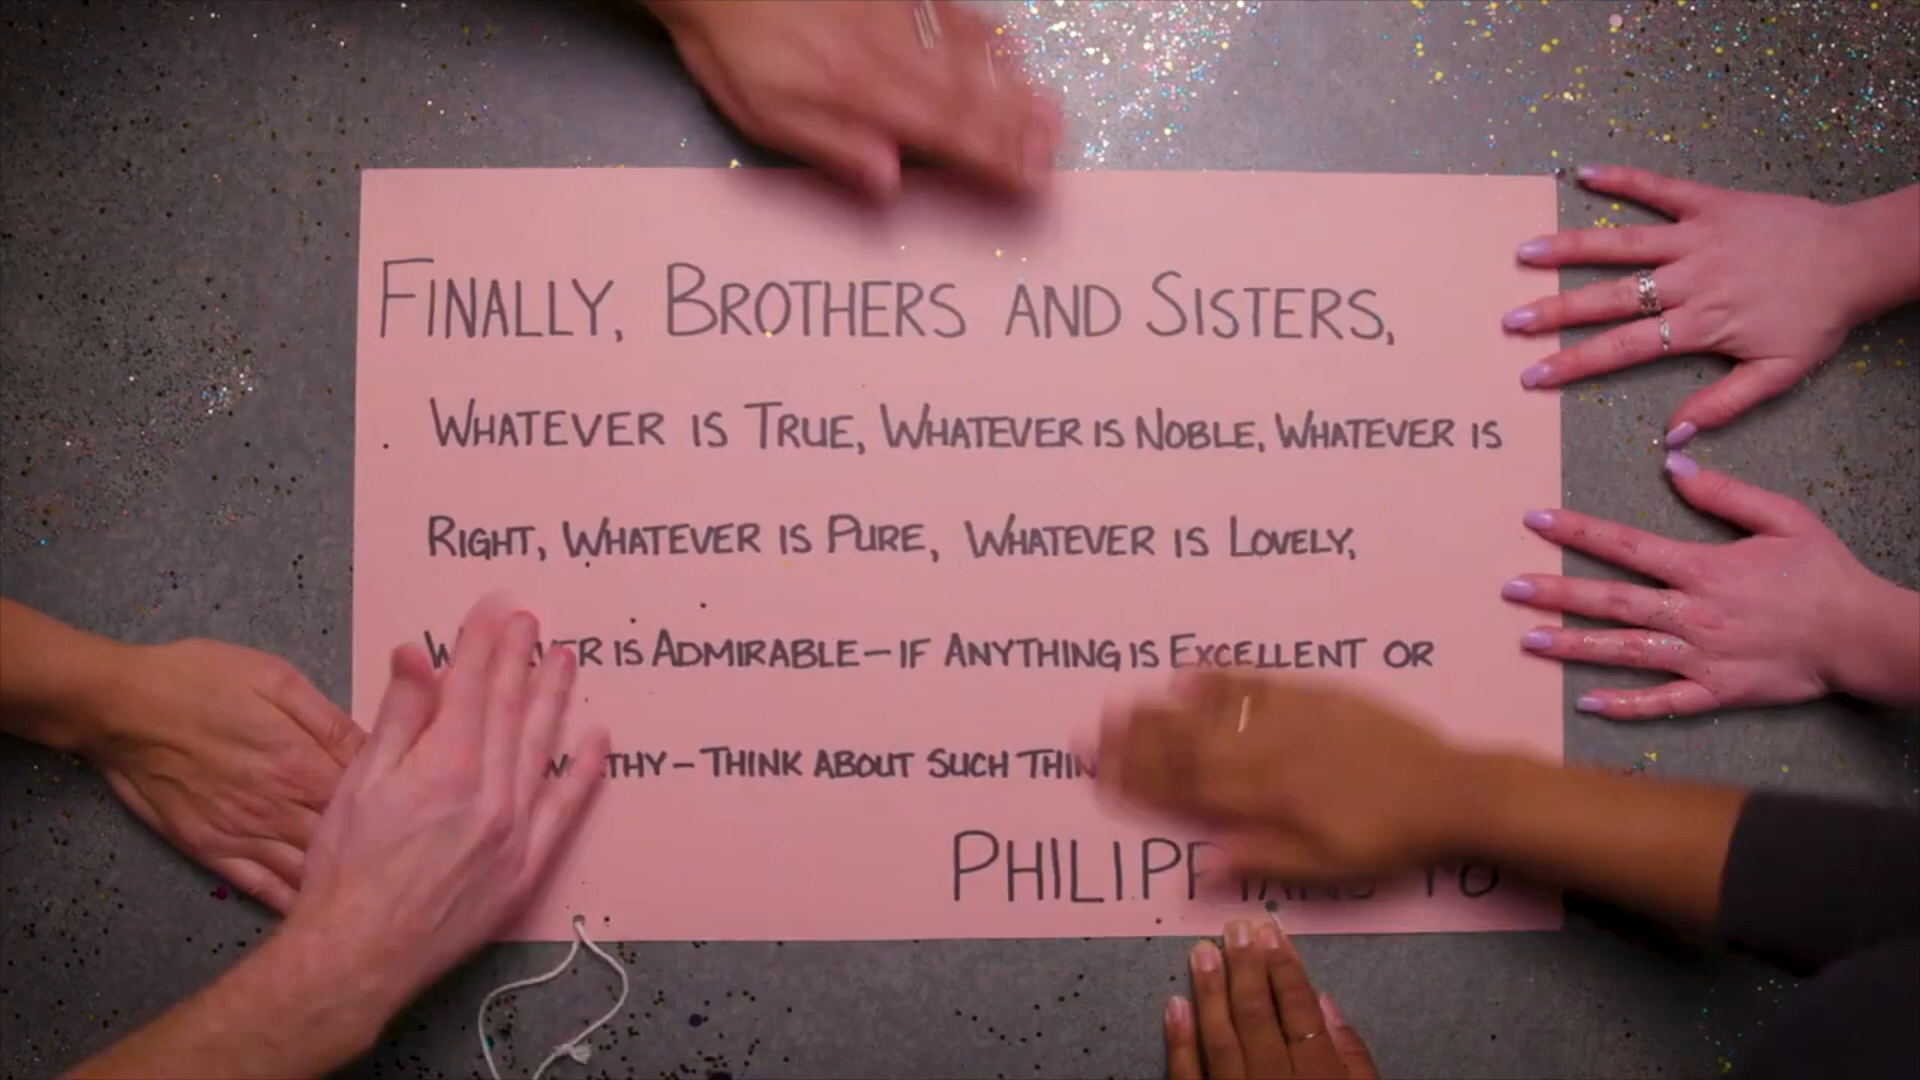 FINALLY, BROTHERS AND SISTERS,
WHATEVER IS TRUE, WHATEVER IS NOBLE, WHATEVER IS
RIGHT, WHATEVER IS PURE, WHATEVER IS LOVELY,
IS ADMIRABLE—IF ANYTHING IS EXCELLENT OR
—THINK ABOUT SUCH